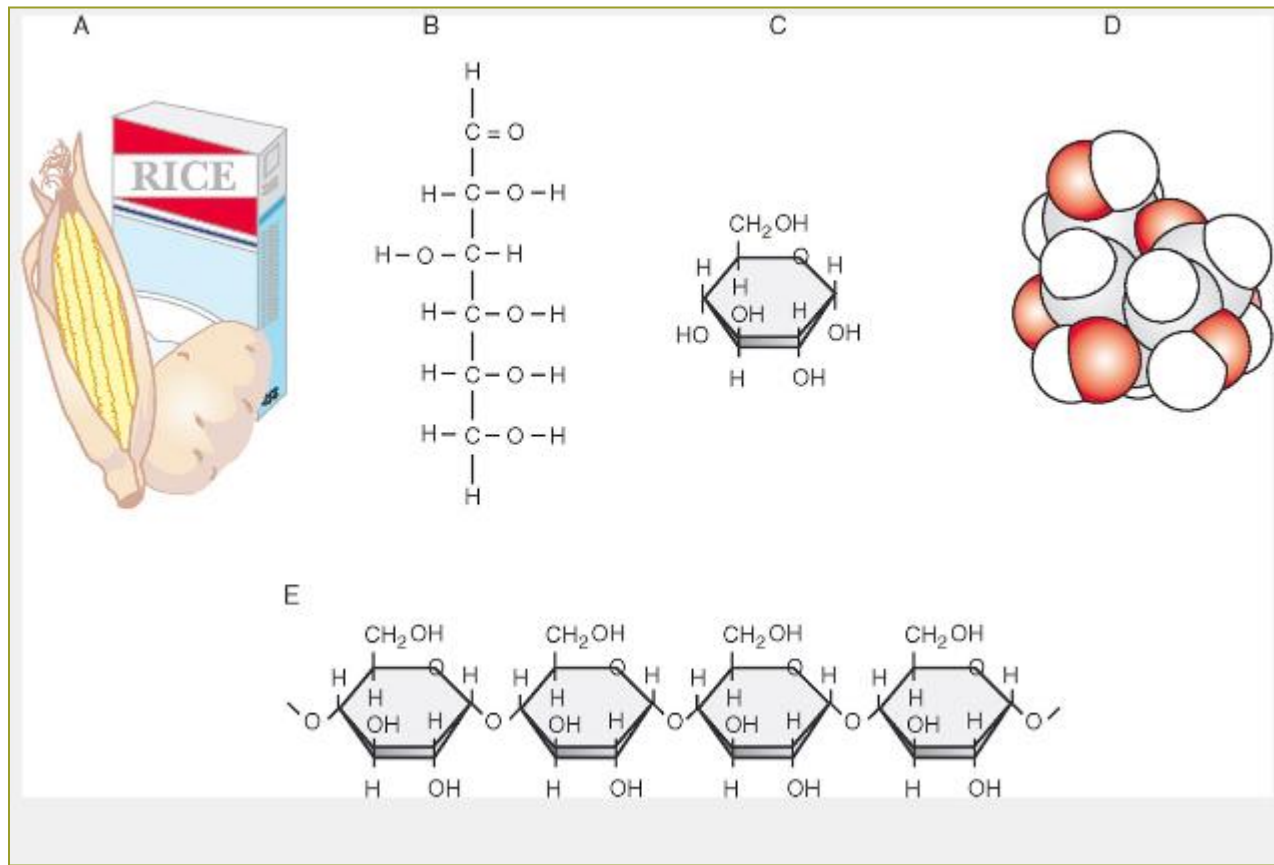 A B C D
RICE
H
C=O
H-C-O-H
H-O-C-H
H-C-O-H
H-C-O-H
H-C-O-H
H
CH2OH
H O H
H
OH H
HO OH
H OH
E
CH2OH CH2OH CH2OH CH2OH
H O H H O H H O H H O H
H H H H
O OH H O OH H O OH H O OH H O
H OH H OH H OH H OH